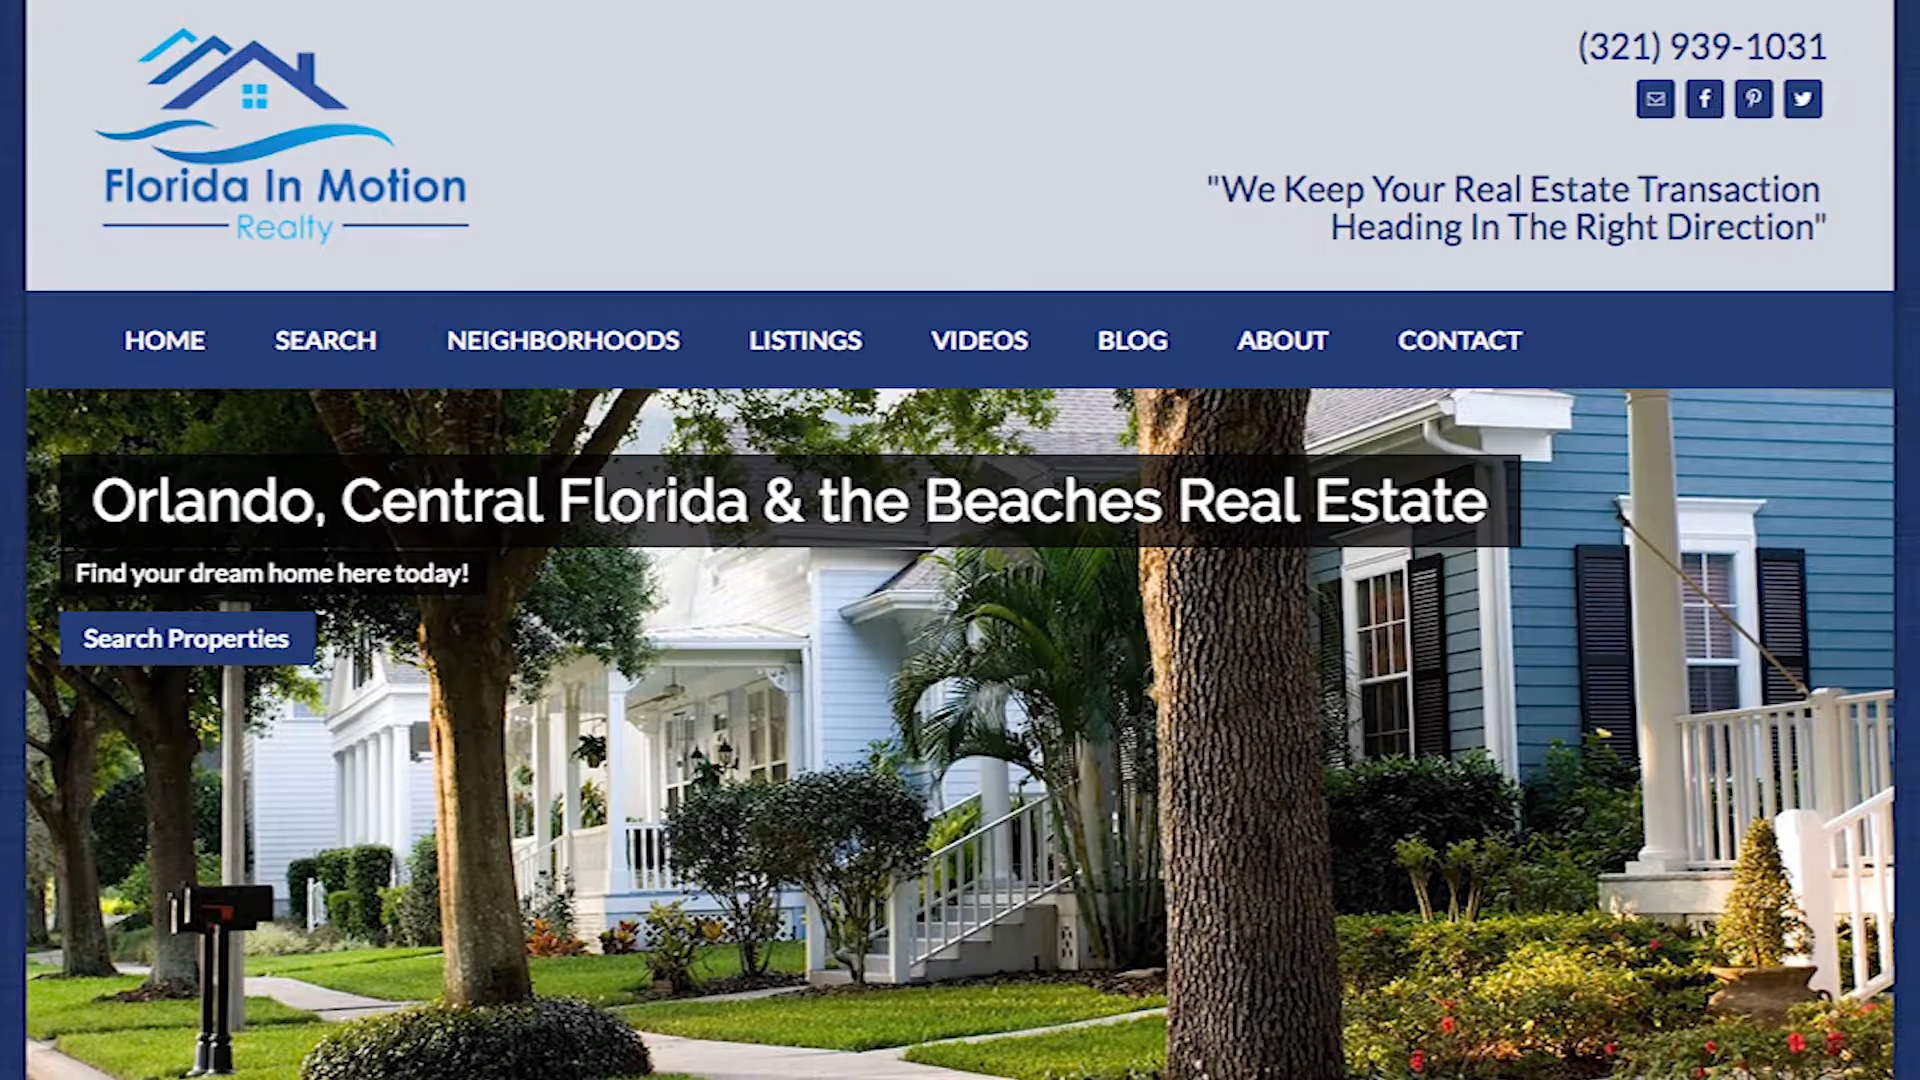 Florida In Motion
Realty
(321) 939-1031
"We Keep Your Real Estate Transaction
Heading In The Right Direction"
HOME SEARCH NEIGHBORHOODS LISTINGS VIDEOS BLOG ABOUT CONTACT
Orlando, Central Florida & the Beaches Real Estate
Find your dream home here today!
Search Properties